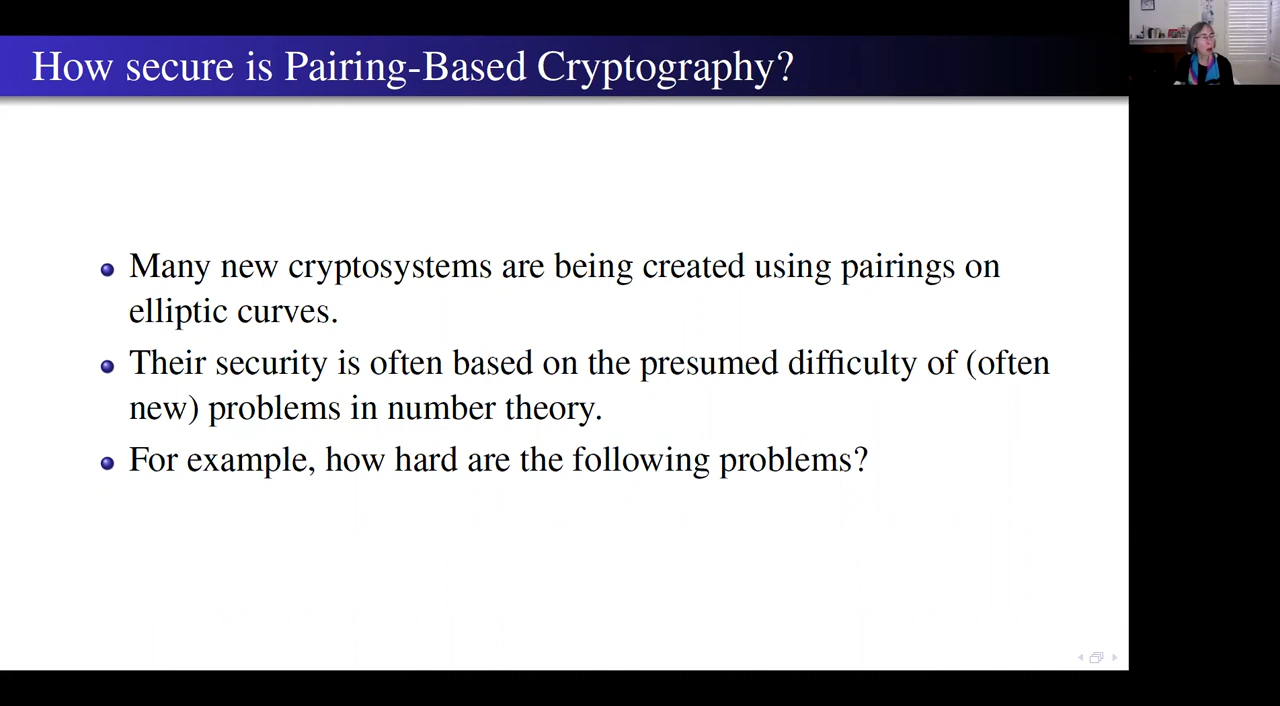 How secure is Pairing-Based Cryptography?
Many new cryptosystems are being created using pairings on
elliptic curves.
Their security is often based on the presumed difficulty of (often
new) problems in number theory.
For example, how hard are the following problems?